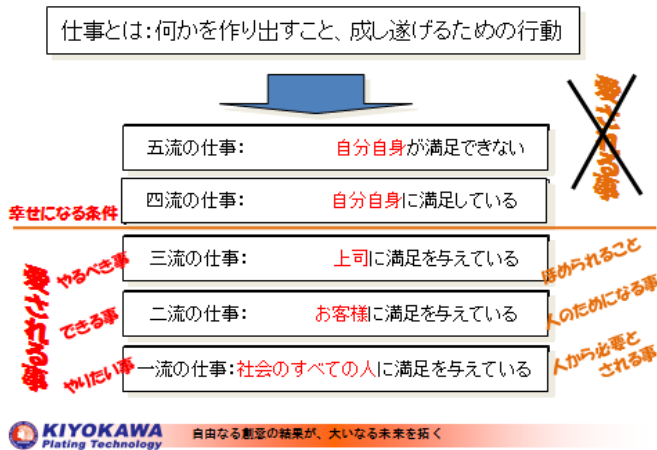 仕事とは：何かを作り出すこと、成し遂げるための行動
愛される事
五流の仕事：　自分自身が満足できない
四流の仕事：　自分自身に満足している
幸せになる条件
愛される事
やるべき事
三流の仕事：　上司に満足を与えている
ほめられること
できる事
二流の仕事：　お客様に満足を与えている
人のためになる事
やりたい事
一流の仕事：社会のすべての人に満足を与えている
人から必要と
される事
KIYOKAWA
Plating Technology
自由なる創意の結果が、大いなる未来を拓く